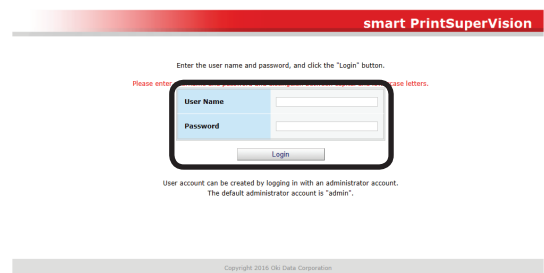 smart PrintSuperVision
Enter the user name and password, and click the "Login" button.
Please enter case letters.
User Name
Password
Login
User account can be created by logging in with an administrator account.
The default administrator account is "admin".
Copyright 2016 Oki Data Corporation